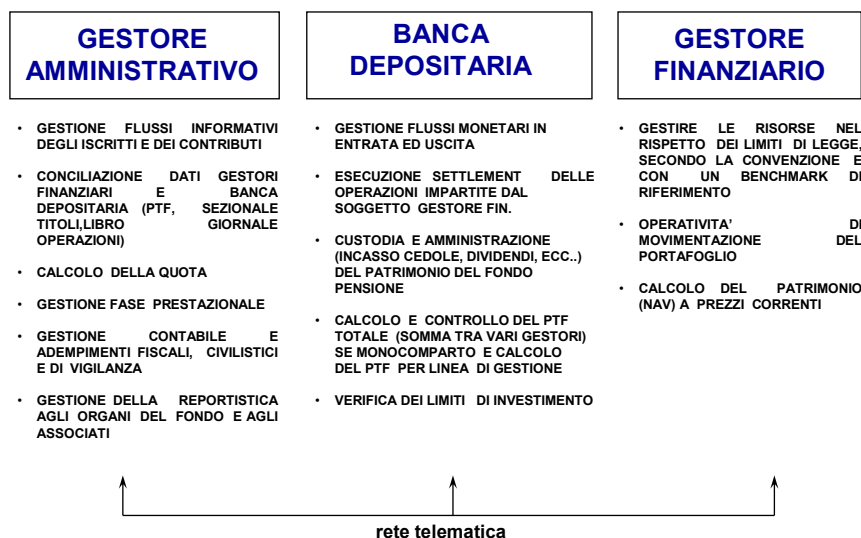 GESTORE
AMMINISTRATIVO
• GESTIONE FLUSSI INFORMATIVI
DEGLI ISCRITTI E DEI CONTRIBUTI
• CONCILIAZIONE DATI GESTORI
FINANZIARI E BANCA
DEPOSITARIA (PTF, SEZIONALE
TITOLI,LIBRO GIORNALE
OPERAZIONI)
• CALCOLO DELLA QUOTA
• GESTIONE FASE PRESTAZIONALE
• GESTIONE CONTABILE E
ADEMPIMENTI FISCALI, CIVILISTICI
E DI VIGILANZA
• GESTIONE DELLA REPORTISTICA
AGLI ORGANI DEL FONDO E AGLI
ASSOCIATI
BANCA
DEPOSITARIA
• GESTIONE FLUSSI MONETARI IN
ENTRATA ED USCITA
• ESECUZIONE SETTLEMENT DELLE
OPERAZIONI IMPARTITE DAL
SOGGETTO GESTORE FIN.
• CUSTODIA E AMMINISTRAZIONE
(INCASSO CEDOLE, DIVIDENDI, ECC..)
DEL PATRIMONIO DEL FONDO
PENSIONE
• CALCOLO E CONTROLLO DEL PTF
TOTALE (SOMMA TRA VARI GESTORI)
SE MONOCOMPARTO E CALCOLO
DEL PTF PER LINEA DI GESTIONE
• VERIFICA DEI LIMITI DI INVESTIMENTO
GESTORE
FINANZIARIO
• GESTIRE LE RISORSE NEL
RISPETTO DEI LIMITI DI LEGGE,
SECONDO LA CONVENZIONE E
CON UN BENCHMARK DI
RIFERIMENTO
• OPERATIVITA' DI
MOVIMENTAZIONE DEL
PORTAFOGLIO
• CALCOLO DEL PATRIMONIO
(NAV) A PREZZI CORRENTI
rete telematica